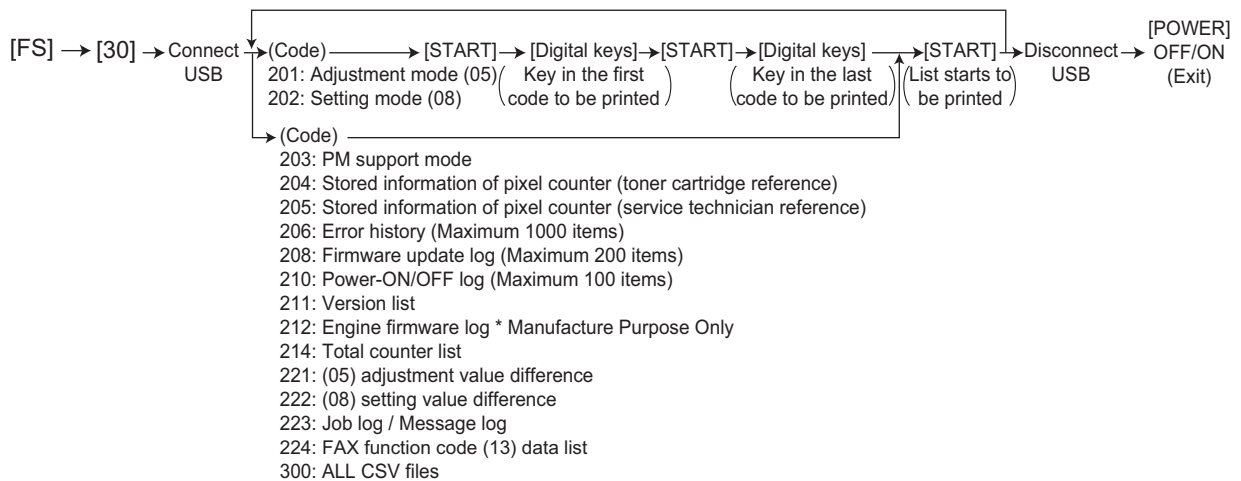 [FS] → [30] → Connect USB → (Code) → [START] → [Digital keys] → [START] → [Digital keys] → [START] → Disconnect USB → [POWER] OFF/ON (Exit)
201: Adjustment mode (05)
202: Setting mode (08)
(Key in the first
code to be printed)
(Key in the last
code to be printed)
(List starts to
be printed)
(Code)
203: PM support mode
204: Stored information of pixel counter (toner cartridge reference)
205: Stored information of pixel counter (service technician reference)
206: Error history (Maximum 1000 items)
208: Firmware update log (Maximum 200 items)
210: Power-ON/OFF log (Maximum 100 items)
211: Version list
212: Engine firmware log * Manufacture Purpose Only
214: Total counter list
221: (05) adjustment value difference
222: (08) setting value difference
223: Job log / Message log
224: FAX function code (13) data list
300: ALL CSV files